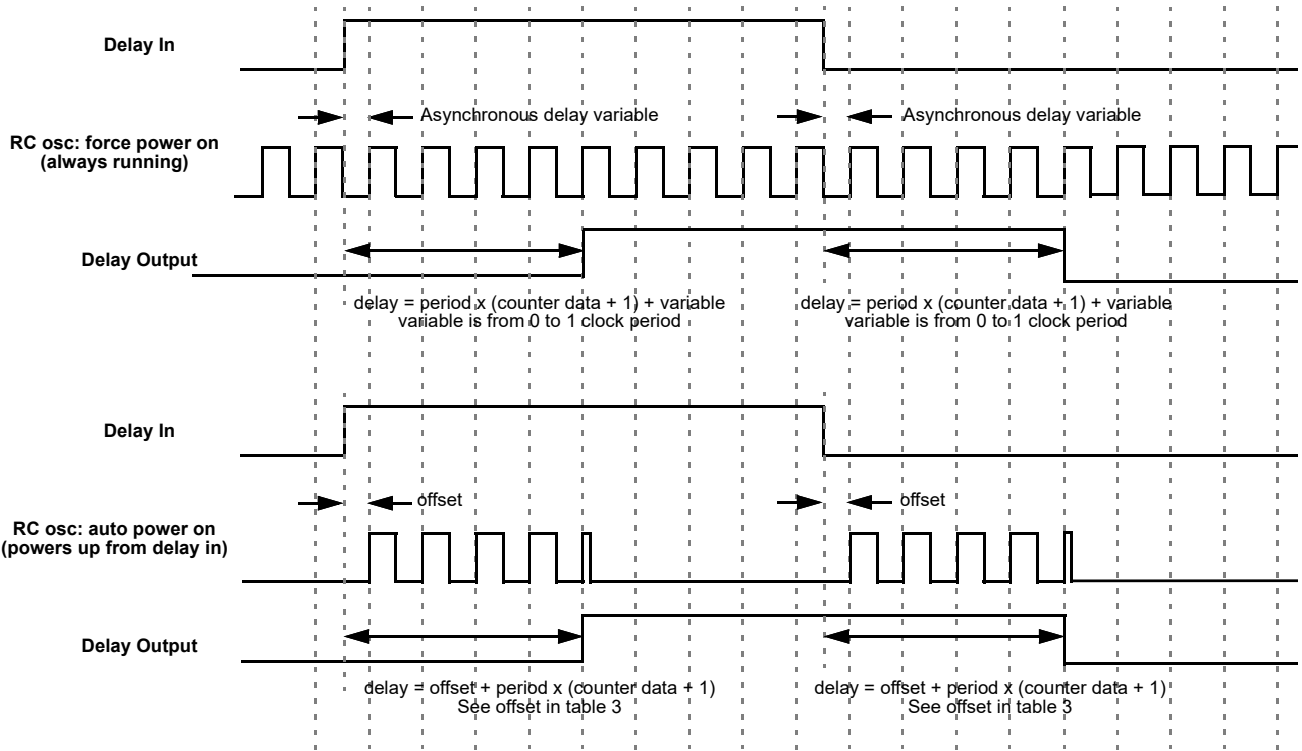 Delay In
Asynchronous delay variable
Asynchronous delay variable
RC osc: force power on
(always running)
Delay Output
delay = period x (counter data + 1) + variable
variable is from 0 to 1 clock period
delay = period x (counter data + 1) + variable
variable is from 0 to 1 clock period
Delay In
offset
offset
RC osc: auto power on
(powers up from delay in)
Delay Output
delay = offset + period x (counter data + 1)
See offset in table 3
delay = offset + period x (counter data + 1)
See offset in table 3